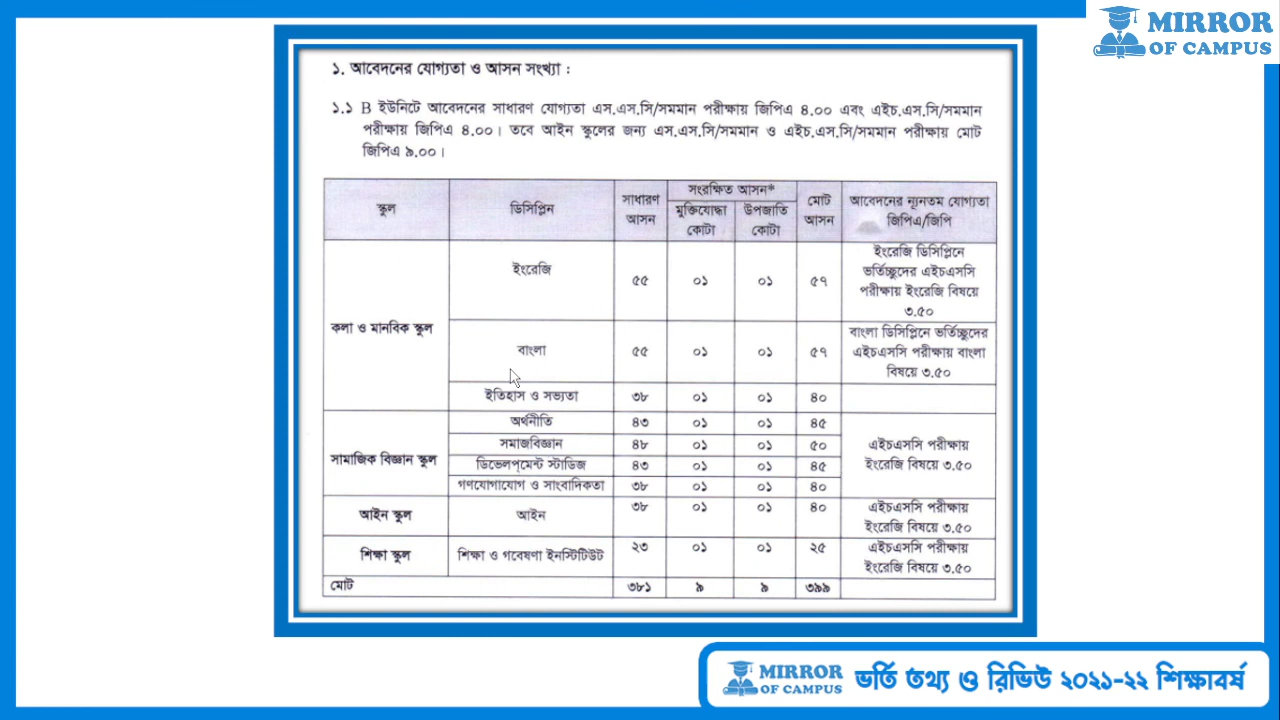 MIRROR
OF CAMPUS
১. আবেদনের যোগ্যতা ও আসন সংখ্যা :
১.১ B ইউনিটে আবেদনের সাধারণ যোগ্যতা এস.এস.সি/সমমান পরীক্ষায় জিপিএ ৪.০০ এবং এইচ.এস.সি/সমমান
পরীক্ষায় জিপিএ ৪.০০। তবে আইন স্কুলের জন্য এস.এস.সি/সমমান ও এইচ.এস.সি/সমমান পরীক্ষায় মোট
জিপিএ ৯.০০।
স্কুল ডিসিপ্লিন সাধারণ আসন সংরক্ষিত আসন* মোট আসন আবেদনের ন্যূনতম যোগ্যতা জিপিএ/জিপি
মুক্তিযোদ্ধা কোটা উপজাতি কোটা
কলা ও মানবিক স্কুল
ইংরেজি ৫৫ ০১ ০১ ৫৭
ইংরেজি ডিসিপ্লিনে
ভর্তিচ্ছুদের এইচএসসি
পরীক্ষায় ইংরেজি বিষয়ে
৩.৫০
বাংলা ৫৫ ০১ ০১ ৫৭
বাংলা ডিসিপ্লিনে ভর্তিচ্ছুদের
এইচএসসি পরীক্ষায় বাংলা
বিষয়ে ৩.৫০
ইতিহাস ও সভ্যতা ৩৮ ০১ ০১ ৪০
সামাজিক বিজ্ঞান স্কুল
অর্থনীতি ৪৩ ০১ ০১ ৪৫
সমাজবিজ্ঞান ৪৮ ০১ ০১ ৫০
ডিভেলপ্‌মেন্ট স্টাডিজ ৪৩ ০১ ০১ ৪৫
গণযোগাযোগ ও সাংবাদিকতা ৩৮ ০১ ০১ ৪০
এইচএসসি পরীক্ষায়
ইংরেজি বিষয়ে ৩.৫০
আইন স্কুল আইন ৩৮ ০১ ০১ ৪০
এইচএসসি পরীক্ষায়
ইংরেজি বিষয়ে ৩.৫০
শিক্ষা স্কুল শিক্ষা ও গবেষণা ইনস্টিটিউট ২৩ ০১ ০১ ২৫
এইচএসসি পরীক্ষায়
ইংরেজি বিষয়ে ৩.৫০
মোট ৩৮১ ৯ ৯ ৩৯৯
MIRROR
OF CAMPUS
ভর্তি তথ্য ও রিভিউ ২০২১-২২ শিক্ষাবর্ষ